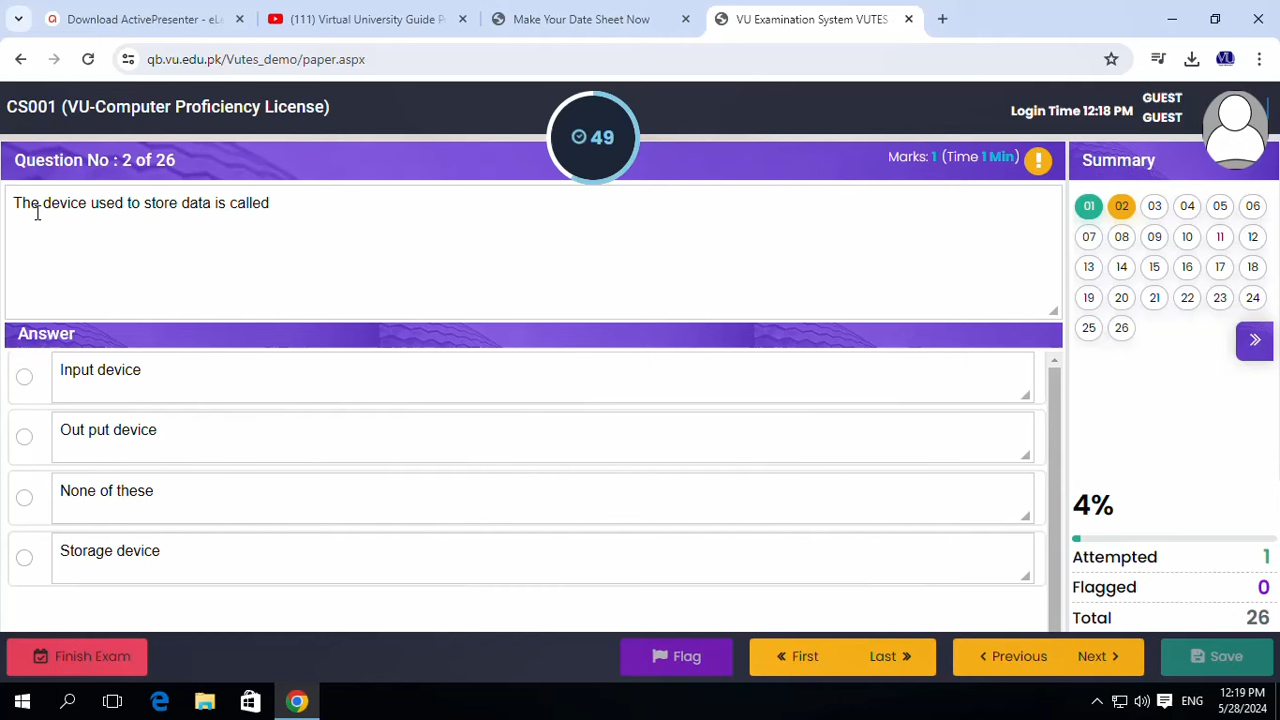 Download ActivePresenter - eLe
(111) Virtual University Guide P
Make Your Date Sheet Now
VU Examination System VUTES
qb.vu.edu.pk/Vutes_demo/paper.aspx
CS001 (VU-Computer Proficiency License)
49
Login Time 12:18 PM
GUEST
GUEST
Question No : 2 of 26
Marks: 1 (Time 1 Min)
Summary
The device used to store data is called
01 02 03 04 05 06
07 08 09 10 11 12
13 14 15 16 17 18
19 20 21 22 23 24
25 26
Answer
Input device
Out put device
None of these
Storage device
4%
Attempted 1
Flagged 0
Total 26
Finish Exam
Flag
First
Last
Previous
Next
Save
ENG
12:19 PM
5/28/2024